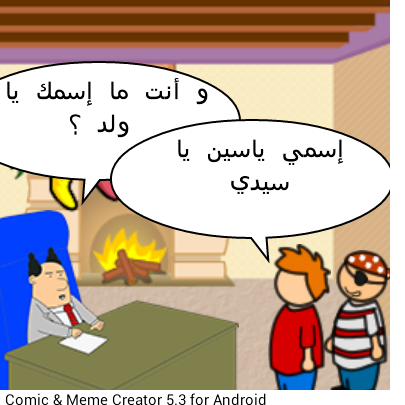 و أنت ما إسمك يا
ولد ؟
إسمي ياسين يا
سيدي
Comic & Meme Creator 5.3 for Android